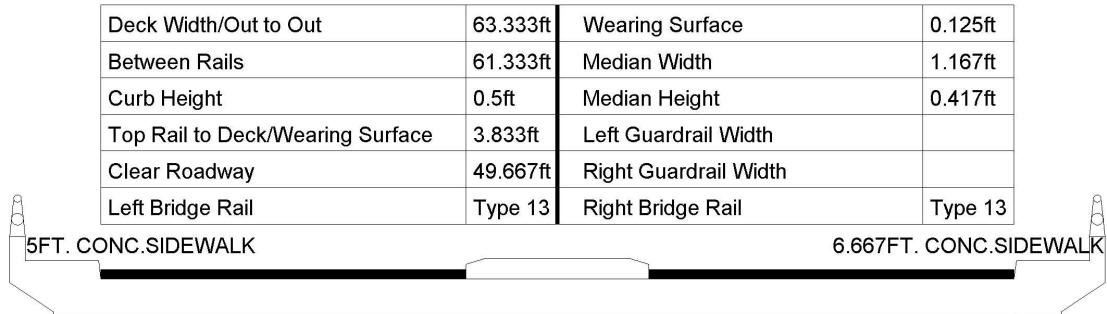 Deck Width/Out to Out 63.333ft Wearing Surface 0.125ft
Between Rails 61.333ft Median Width 1.167ft
Curb Height 0.5ft Median Height 0.417ft
Top Rail to Deck/Wearing Surface 3.833ft Left Guardrail Width
Clear Roadway 49.667ft Right Guardrail Width
Left Bridge Rail Type 13 Right Bridge Rail Type 13
5FT. CONC.SIDEWALK 6.667FT. CONC.SIDEWALK